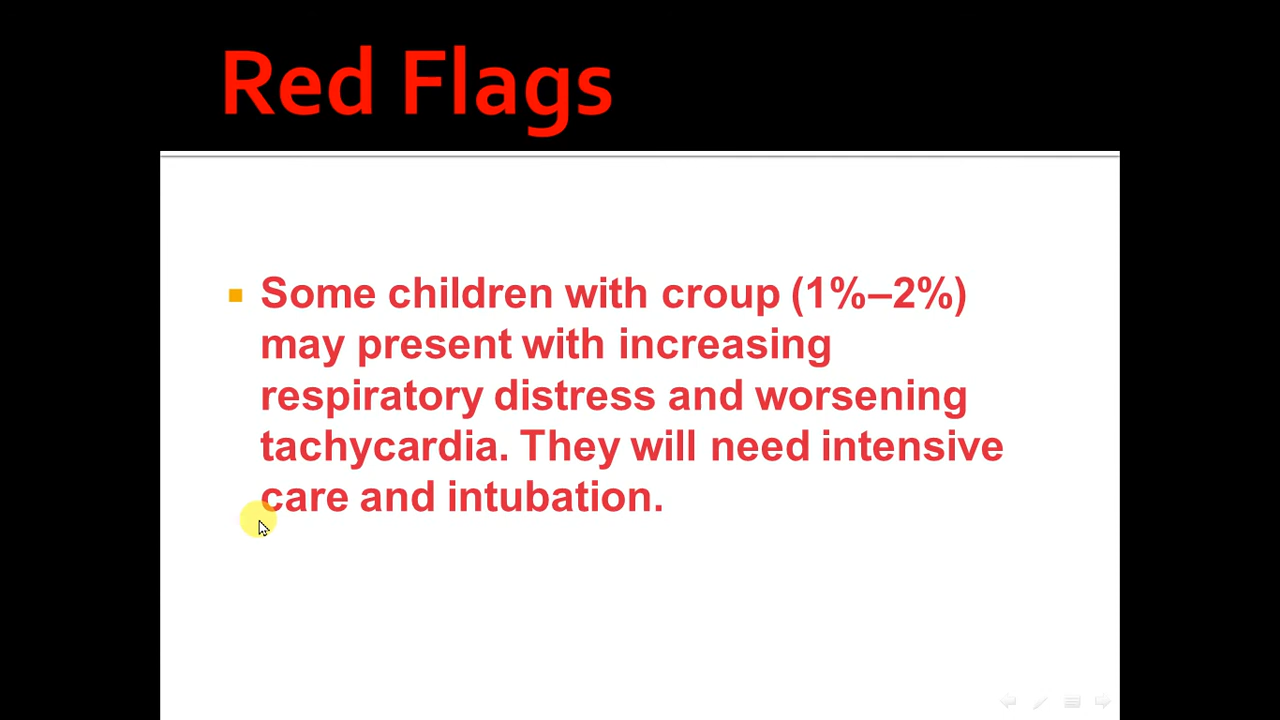 Red Flags
Some children with croup (1%–2%)
may present with increasing
respiratory distress and worsening
tachycardia. They will need intensive
care and intubation.